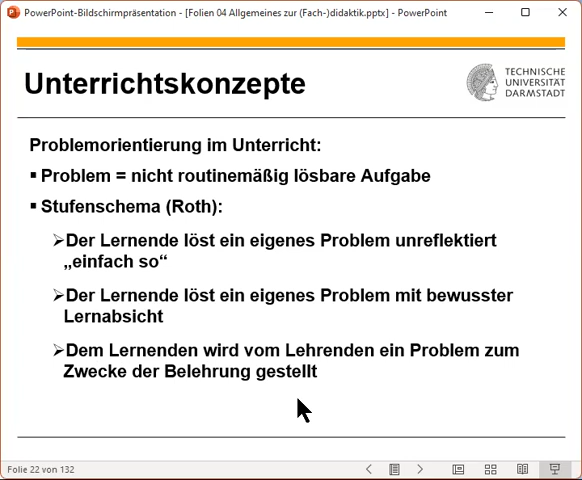 PowerPoint-Bildschirmpräsentation - [Folien 04 Allgemeines zur (Fach-)didaktik.pptx] - PowerPoint
Unterrichtskonzepte
TECHNISCHE
UNIVERSITÄT
DARMSTADT
Problemorientierung im Unterricht:
▪ Problem = nicht routinemäßig lösbare Aufgabe
▪ Stufenschema (Roth):
➢Der Lernende löst ein eigenes Problem unreflektiert
„einfach so“
➢Der Lernende löst ein eigenes Problem mit bewusster
Lernabsicht
➢Dem Lernenden wird vom Lehrenden ein Problem zum
Zwecke der Belehrung gestellt
Folie 22 von 132